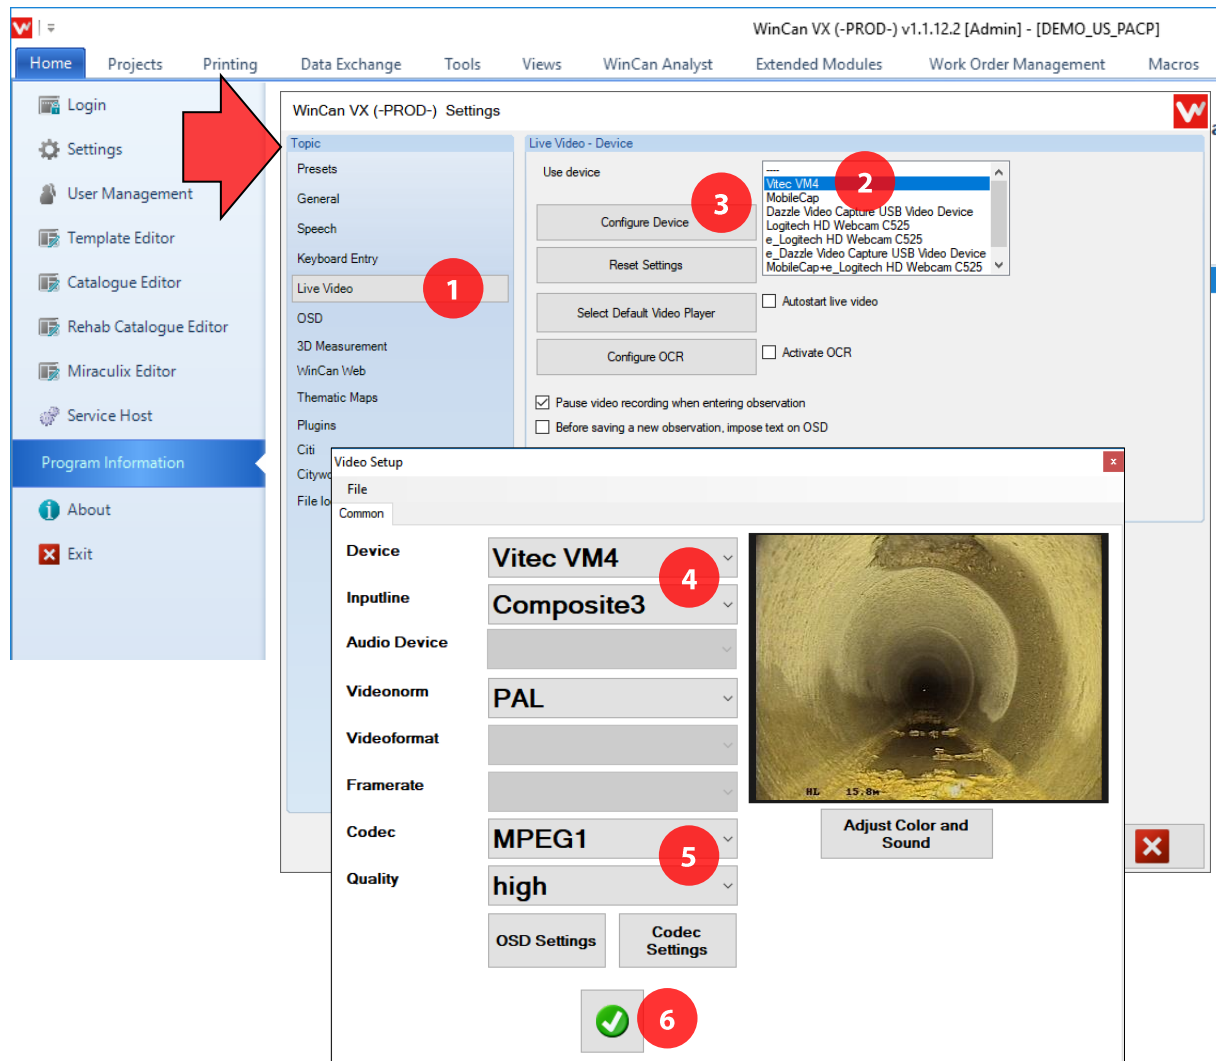 WinCan VX (-PROD-) v1.1.12.2 [Admin] - [DEMO_US_PACP]
Home Projects Printing Data Exchange Tools Views WinCan Analyst Extended Modules Work Order Management Macros
Login
Settings
User Management
Template Editor
Catalogue Editor
Rehab Catalogue Editor
Miraculix Editor
Service Host
Program Information
About
Exit
WinCan VX (-PROD-) Settings
Topic
Presets
General
Speech
Keyboard Entry
Live Video
1
OSD
3D Measurement
WinCan Web
Thematic Maps
Plugins
Citi
Cityw
File lo
Live Video - Device
Use device
----
Vitec VM4
2
MobileCap
Dazzle Video Capture USB Video Device
Logitech HD Webcam C525
e_Logitech HD Webcam C525
e_Dazzle Video Capture USB Video Device
MobileCap+e_Logitech HD Webcam C525
3
Configure Device
Reset Settings
Select Default Video Player
Autostart live video
Configure OCR
Activate OCR
Pause video recording when entering observation
Before saving a new observation, impose text on OSD
Video Setup
x
File
Common
Device Vitec VM4
4
Inputline Composite3
Audio Device
Videonorm PAL
Videoformat
Framerate
Codec MPEG1
5
Quality high
OSD Settings
Codec
Settings
6
HL 15.8m
Adjust Color and
Sound